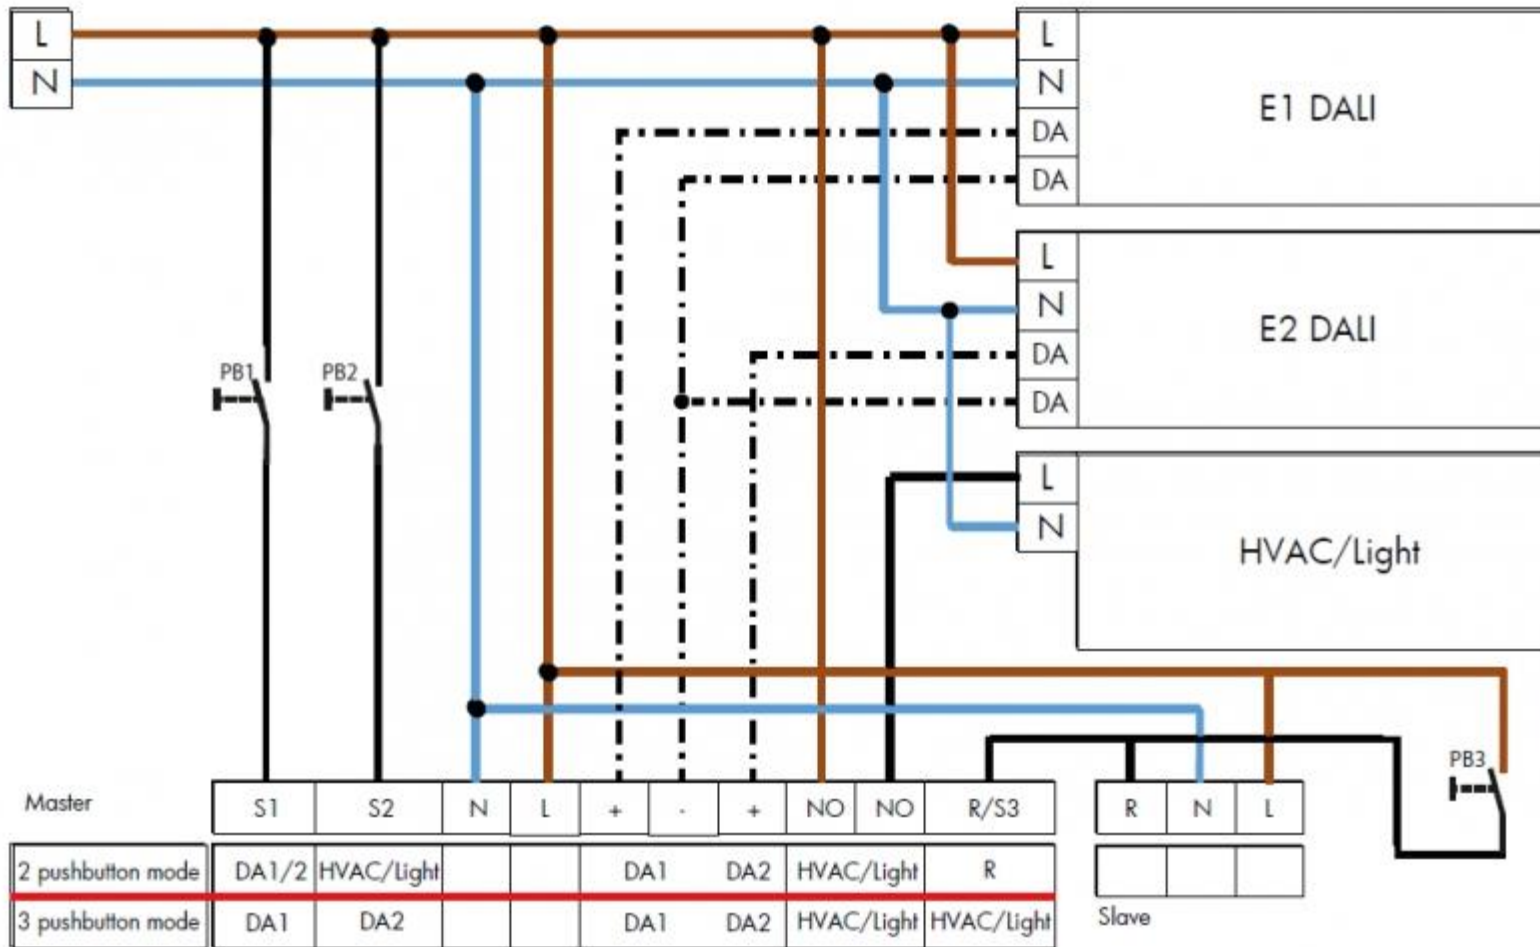 L
N
L
N
DA
DA
E1 DALI
L
N
DA
DA
E2 DALI
L
N
HVAC/Light
PB1
PB2
PB3
Master
S1 S2 N L + - + NO NO R/S3
R N L
2 pushbutton mode DA1/2 HVAC/Light DA1 DA2 HVAC/Light R
3 pushbutton mode DA1 DA2 DA1 DA2 HVAC/Light HVAC/Light
Slave